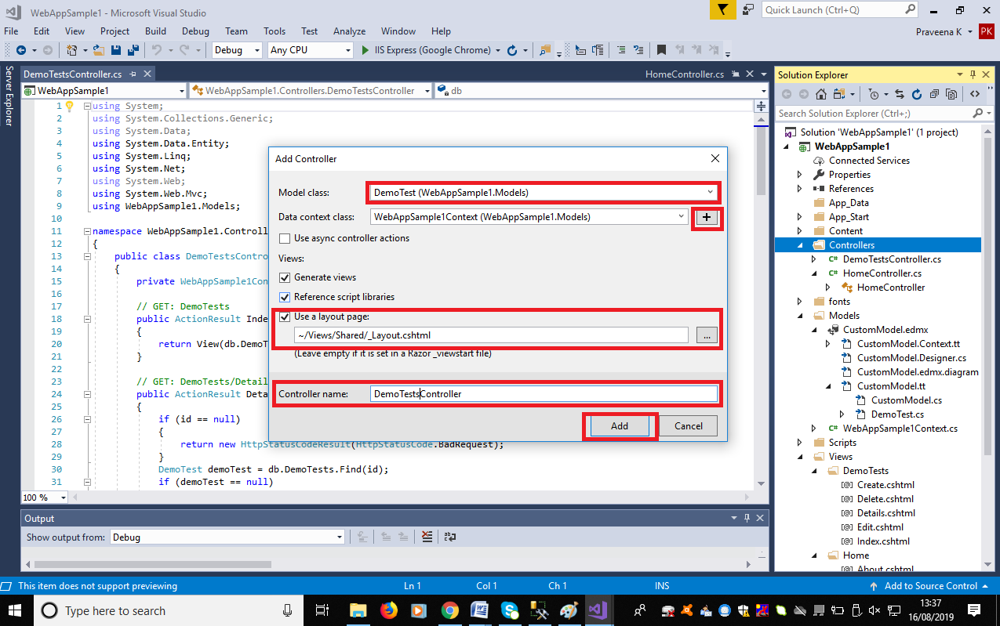 WebAppSample1 - Microsoft Visual Studio
Quick Launch (Ctrl+Q)
File Edit View Project Build Debug Team Tools Test Analyze Window Help
Praveena K
PK
Debug
Any CPU
IIS Express (Google Chrome)
Server Explorer
DemoTestsController.cs
HomeController.cs
WebAppSample1
WebAppSample1.Controllers.DemoTestsController
db
1 using System;
2 using System.Collections.Generic;
3 using System.Data;
4 using System.Data.Entity;
5 using System.Linq;
6 using System.Net;
7 using System.Web;
8 using System.Web.Mvc;
9 using WebAppSample1.Models;
10
11 namespace WebAppSample1.Controll
12 {
13 public class DemoTestsContro
14 {
15 private WebAppSample1Con
16
17 // GET: DemoTests
18 public ActionResult Inde
19 {
20 return View(db.DemoT
21 }
22
23 // GET: DemoTests/Detail
24 public ActionResult Deta
25 {
26 if (id == null)
27 {
28 return new HttpStatusCodeResult(HttpStatusCode.BadRequest);
29 }
30 DemoTest demoTest = db.DemoTests.Find(id);
31 if (demoTest == null)
100 %
Add Controller
Model class:
DemoTest (WebAppSample1.Models)
Data context class:
WebAppSample1Context (WebAppSample1.Models)
+
Use async controller actions
Views:
Generate views
Reference script libraries
Use a layout page:
~/Views/Shared/_Layout.cshtml
...
(Leave empty if it is set in a Razor _viewstart file)
Controller name:
DemoTestsController
Add
Cancel
Output
Show output from:
Debug
Solution Explorer
Search Solution Explorer (Ctrl+;)
Solution 'WebAppSample1' (1 project)
WebAppSample1
Connected Services
Properties
References
App_Data
App_Start
Content
Controllers
C# DemoTestsController.cs
C# HomeController.cs
HomeController
fonts
Models
CustomModel.edmx
CustomModel.Context.tt
CustomModel.Designer.cs
CustomModel.edmx.diagram
CustomModel.tt
CustomModel.cs
DemoTest.cs
C# WebAppSample1Context.cs
Scripts
Views
DemoTests
[@] Create.cshtml
[@] Delete.cshtml
[@] Details.cshtml
[@] Edit.cshtml
[@] Index.cshtml
Home
[@] About.cshtml
This item does not support previewing
Ln 1
Col 1
Ch 1
INS
Add to Source Control
Type here to search
13:37
16/08/2019